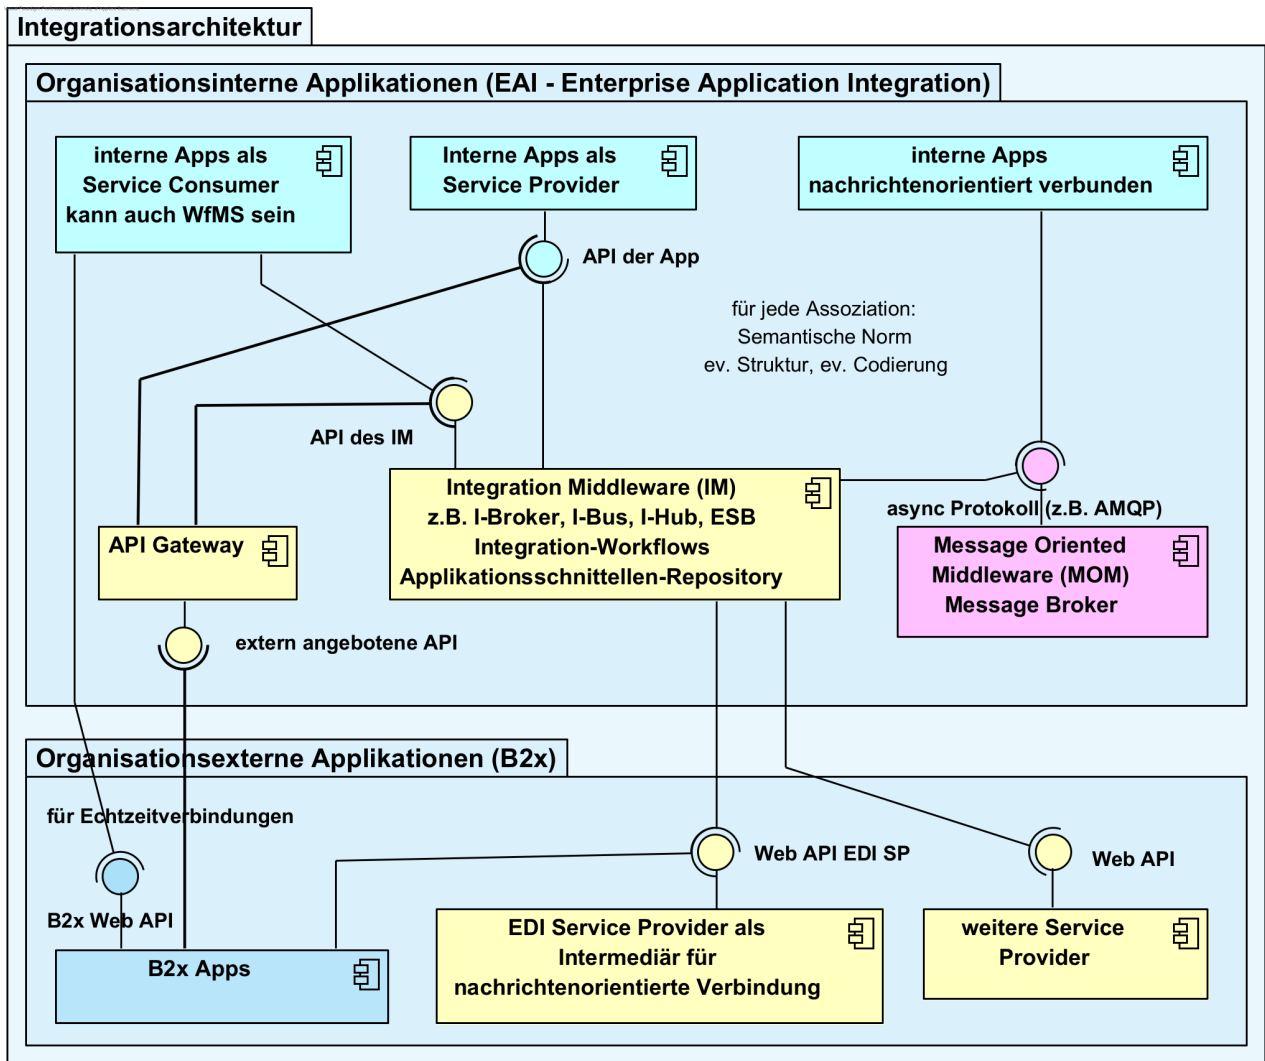 Integrationsarchitektur
Organisationsinterne Applikationen (EAI - Enterprise Application Integration)
interne Apps als
Service Consumer
kann auch WfMS sein
Interne Apps als
Service Provider
interne Apps
nachrichtenorientiert verbunden
API der App
für jede Assoziation:
Semantische Norm
ev. Struktur, ev. Codierung
API des IM
Integration Middleware (IM)
z.B. I-Broker, I-Bus, I-Hub, ESB
Integration-Workflows
Applikationsschnittellen-Repository
async Protokoll (z.B. AMQP)
API Gateway
Message Oriented
Middleware (MOM)
Message Broker
extern angebotene API
Organisationsexterne Applikationen (B2x)
für Echtzeitverbindungen
Web API EDI SP
Web API
B2x Web API
B2x Apps
EDI Service Provider als
Intermediär für
nachrichtenorientierte Verbindung
weitere Service
Provider